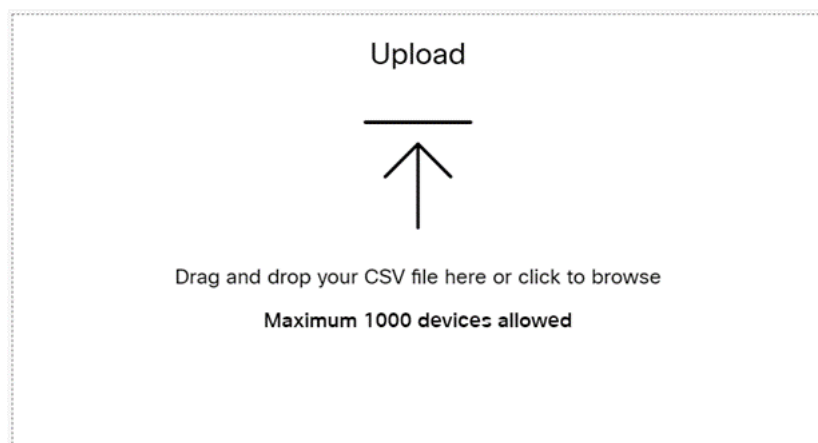 Upload
Drag and drop your CSV file here or click to browse
Maximum 1000 devices allowed